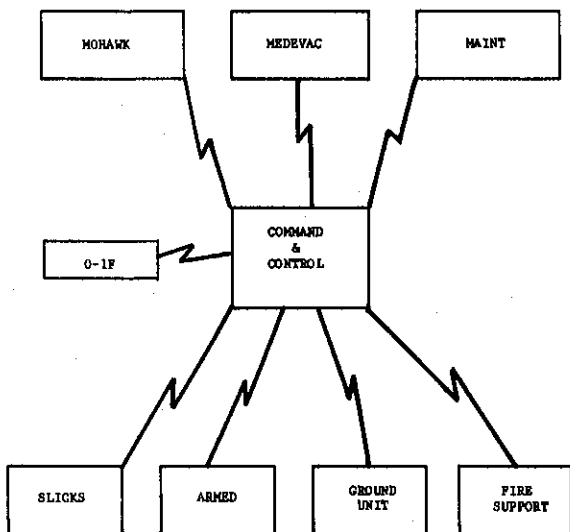 MOHAWK
MEDEVAC
MAINT
COMMAND
&
CONTROL
O-1F
SLICKS
ARMED
GROUND
UNIT
FIRE
SUPPORT